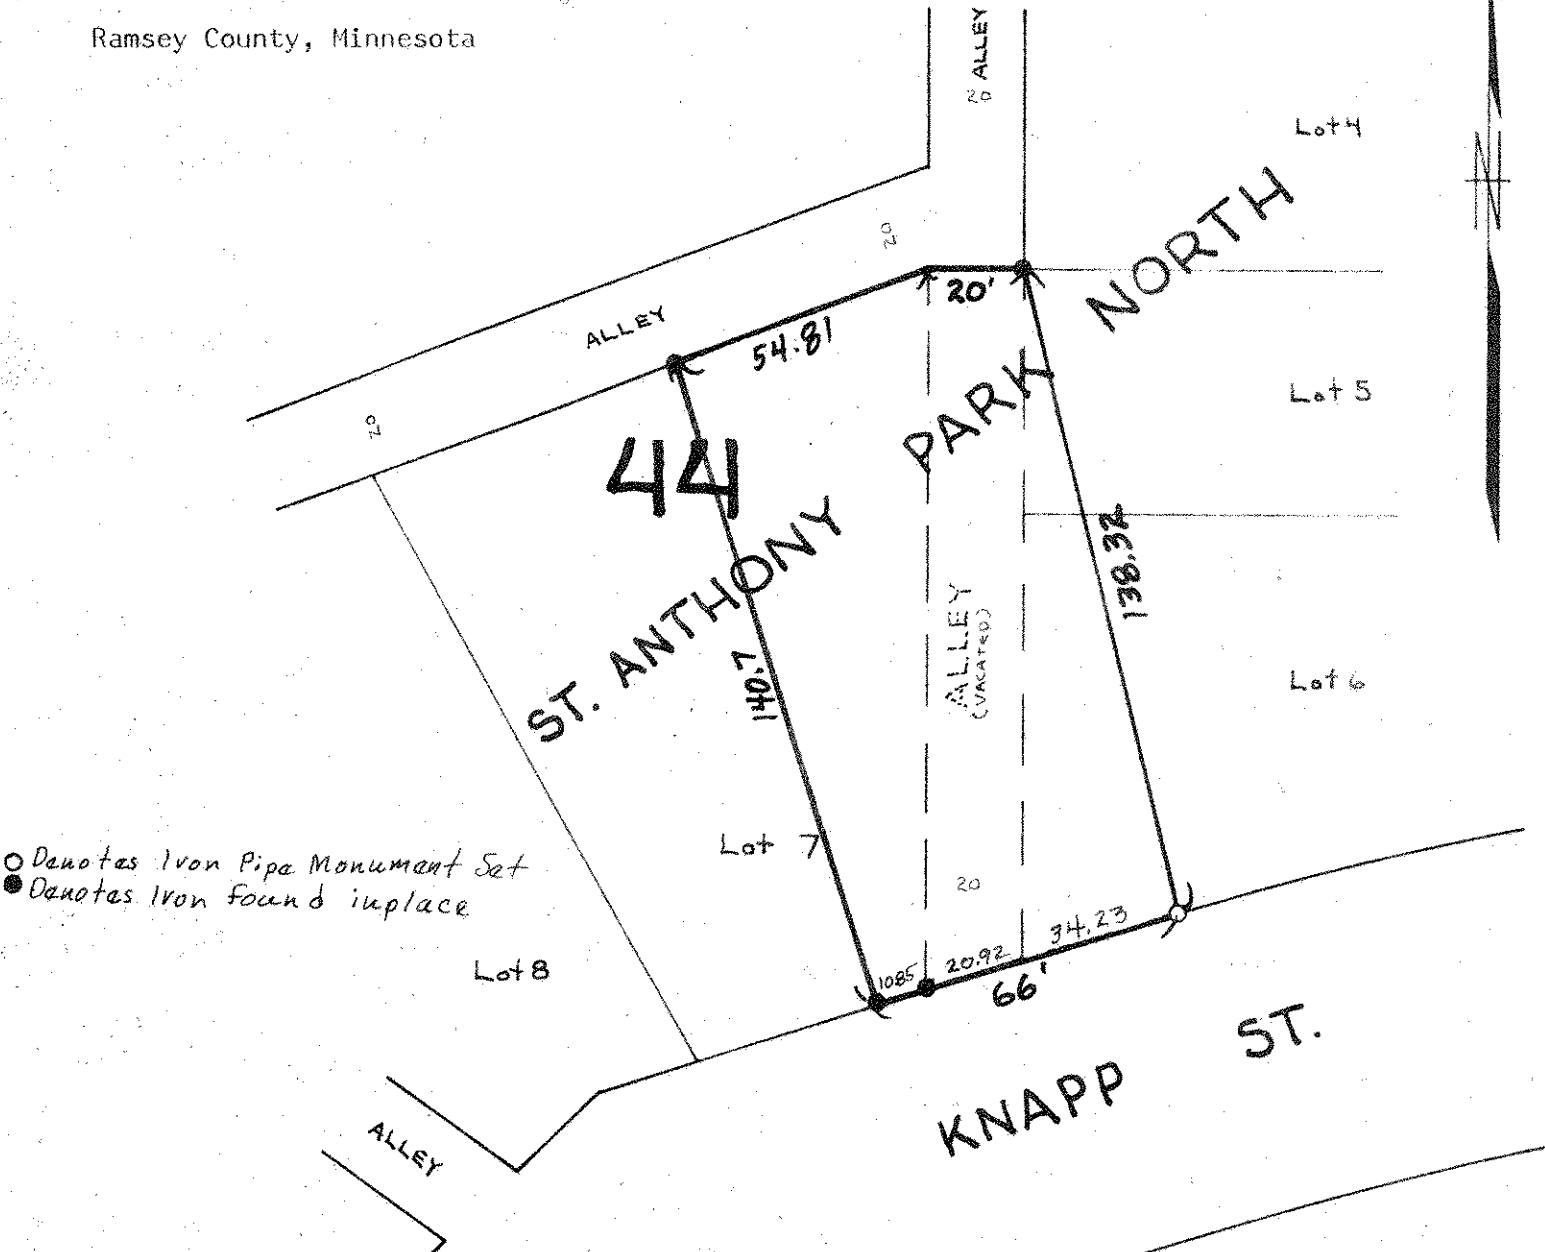 Ramsey County, Minnesota
20 ALLEY
Lot 4
N
20
ALLEY
20'
54.81
20
44
Lot 5
ST. ANTHONY PARK NORTH
138.32
ALLEY
(VACATED)
140.7
Lot 6
Lot 7
Denotes Iron Pipe Monument Set
Denotes Iron found inplace
20
34.23
20.92
10.85
66'
Lot 8
KNAPP ST.
ALLEY